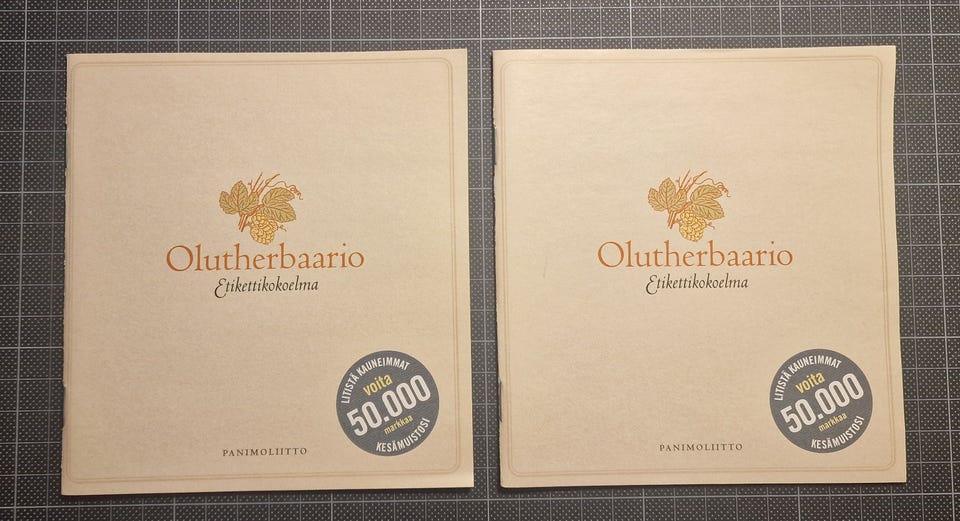 Olutherbaario
Etikettikokoelma
LITISTÄ KAUNEIMMAT
voita
50.000
markkaa
KESÄMUISTOSI
PANIMOLIITTO
Olutherbaario
Etikettikokoelma
LITISTÄ KAUNEIMMAT
voita
50.000
markkaa
KESÄMUISTOSI
PANIMOLIITTO